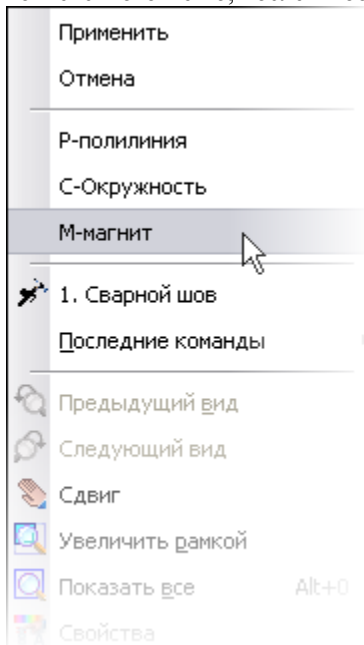 Применить
Отмена
P-полилиния
С-Окружность
М-магнит
1. Сварной шов
Последние команды
Предыдущий вид
Следующий вид
Сдвиг
Увеличить рамкой
Показать все Alt+0
Свойства